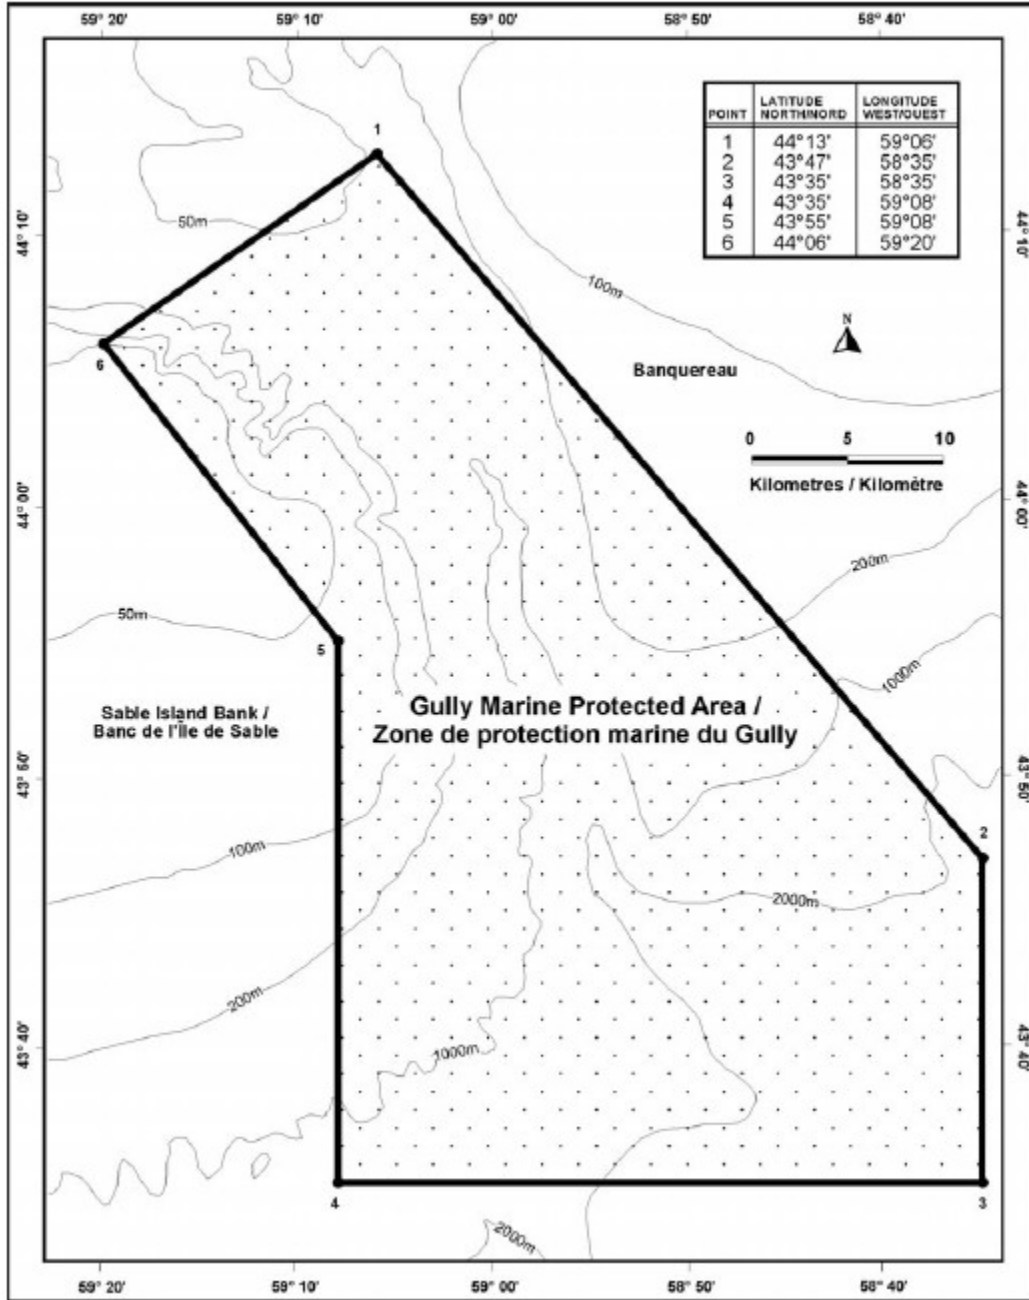 59° 20' 59° 10' 59° 00' 58° 50' 58° 40'
POINT LATITUDE NORTH/NORD LONGITUDE WEST/OUEST
1 44°13' 59°06'
2 43°47' 58°35'
3 43°35' 58°35'
4 43°35' 59°08'
5 43°55' 59°08'
6 44°06' 59°20'
1
50m
44° 10'
44° 10'
100m
N
6
Banquereau
0 5 10
Kilometres / Kilomètre
44° 00'
44° 00'
200m
50m
5
1000m
Sable Island Bank /
Banc de l'Île de Sable
Gully Marine Protected Area /
Zone de protection marine du Gully
43° 50'
43° 50'
2
100m
2000m
200m
43° 40'
43° 40'
1000m
4
3
2000m
59° 20' 59° 10' 59° 00' 58° 50' 58° 40'